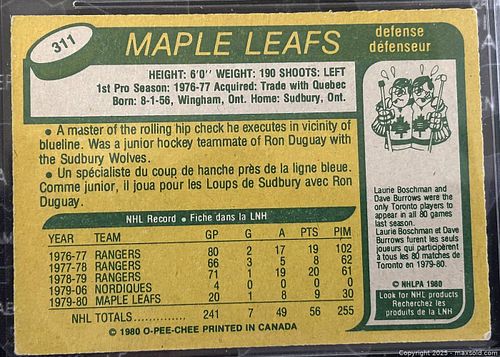 311
MAPLE LEAFS
defense
défenseur
HEIGHT: 6'0'' WEIGHT: 190 SHOOTS: LEFT
1st Pro Season: 1976-77 Acquired: Trade with Quebec
Born: 8-1-56, Wingham, Ont. Home: Sudbury, Ont.
• A master of the rolling hip check he executes in vicinity of
blueline. Was a junior hockey teammate of Ron Duguay with
the Sudbury Wolves.
• Un spécialiste du coup de hanche près de la ligne bleue.
Comme junior, il joua pour les Loups de Sudbury avec Ron
Duguay.
Laurie Boschman and
Dave Burrows were the
only Toronto players to
appear in all 80 games
last season.
Laurie Boschman et Dave
Burrows furent les seuls
joueurs qui participèrent
à tous les 80 matches de
Toronto en 1979-80.
© NHLPA 1980
Look for NHL products
Recherchez les
produits de la LNH
NHL Record • Fiche dans la LNH
YEAR TEAM GP G A PTS PIM
1976-77 RANGERS 80 2 17 19 102
1977-78 RANGERS 66 3 5 8 62
1978-79 RANGERS 71 1 19 20 61
1979-06 NORDIQUES 4 0 0 0 0
1979-80 MAPLE LEAFS 20 1 8 9 30
NHL TOTALS 241 7 49 56 255
© 1980 O-PEE-CHEE PRINTED IN CANADA
Copyright 2025 - maxsold.com